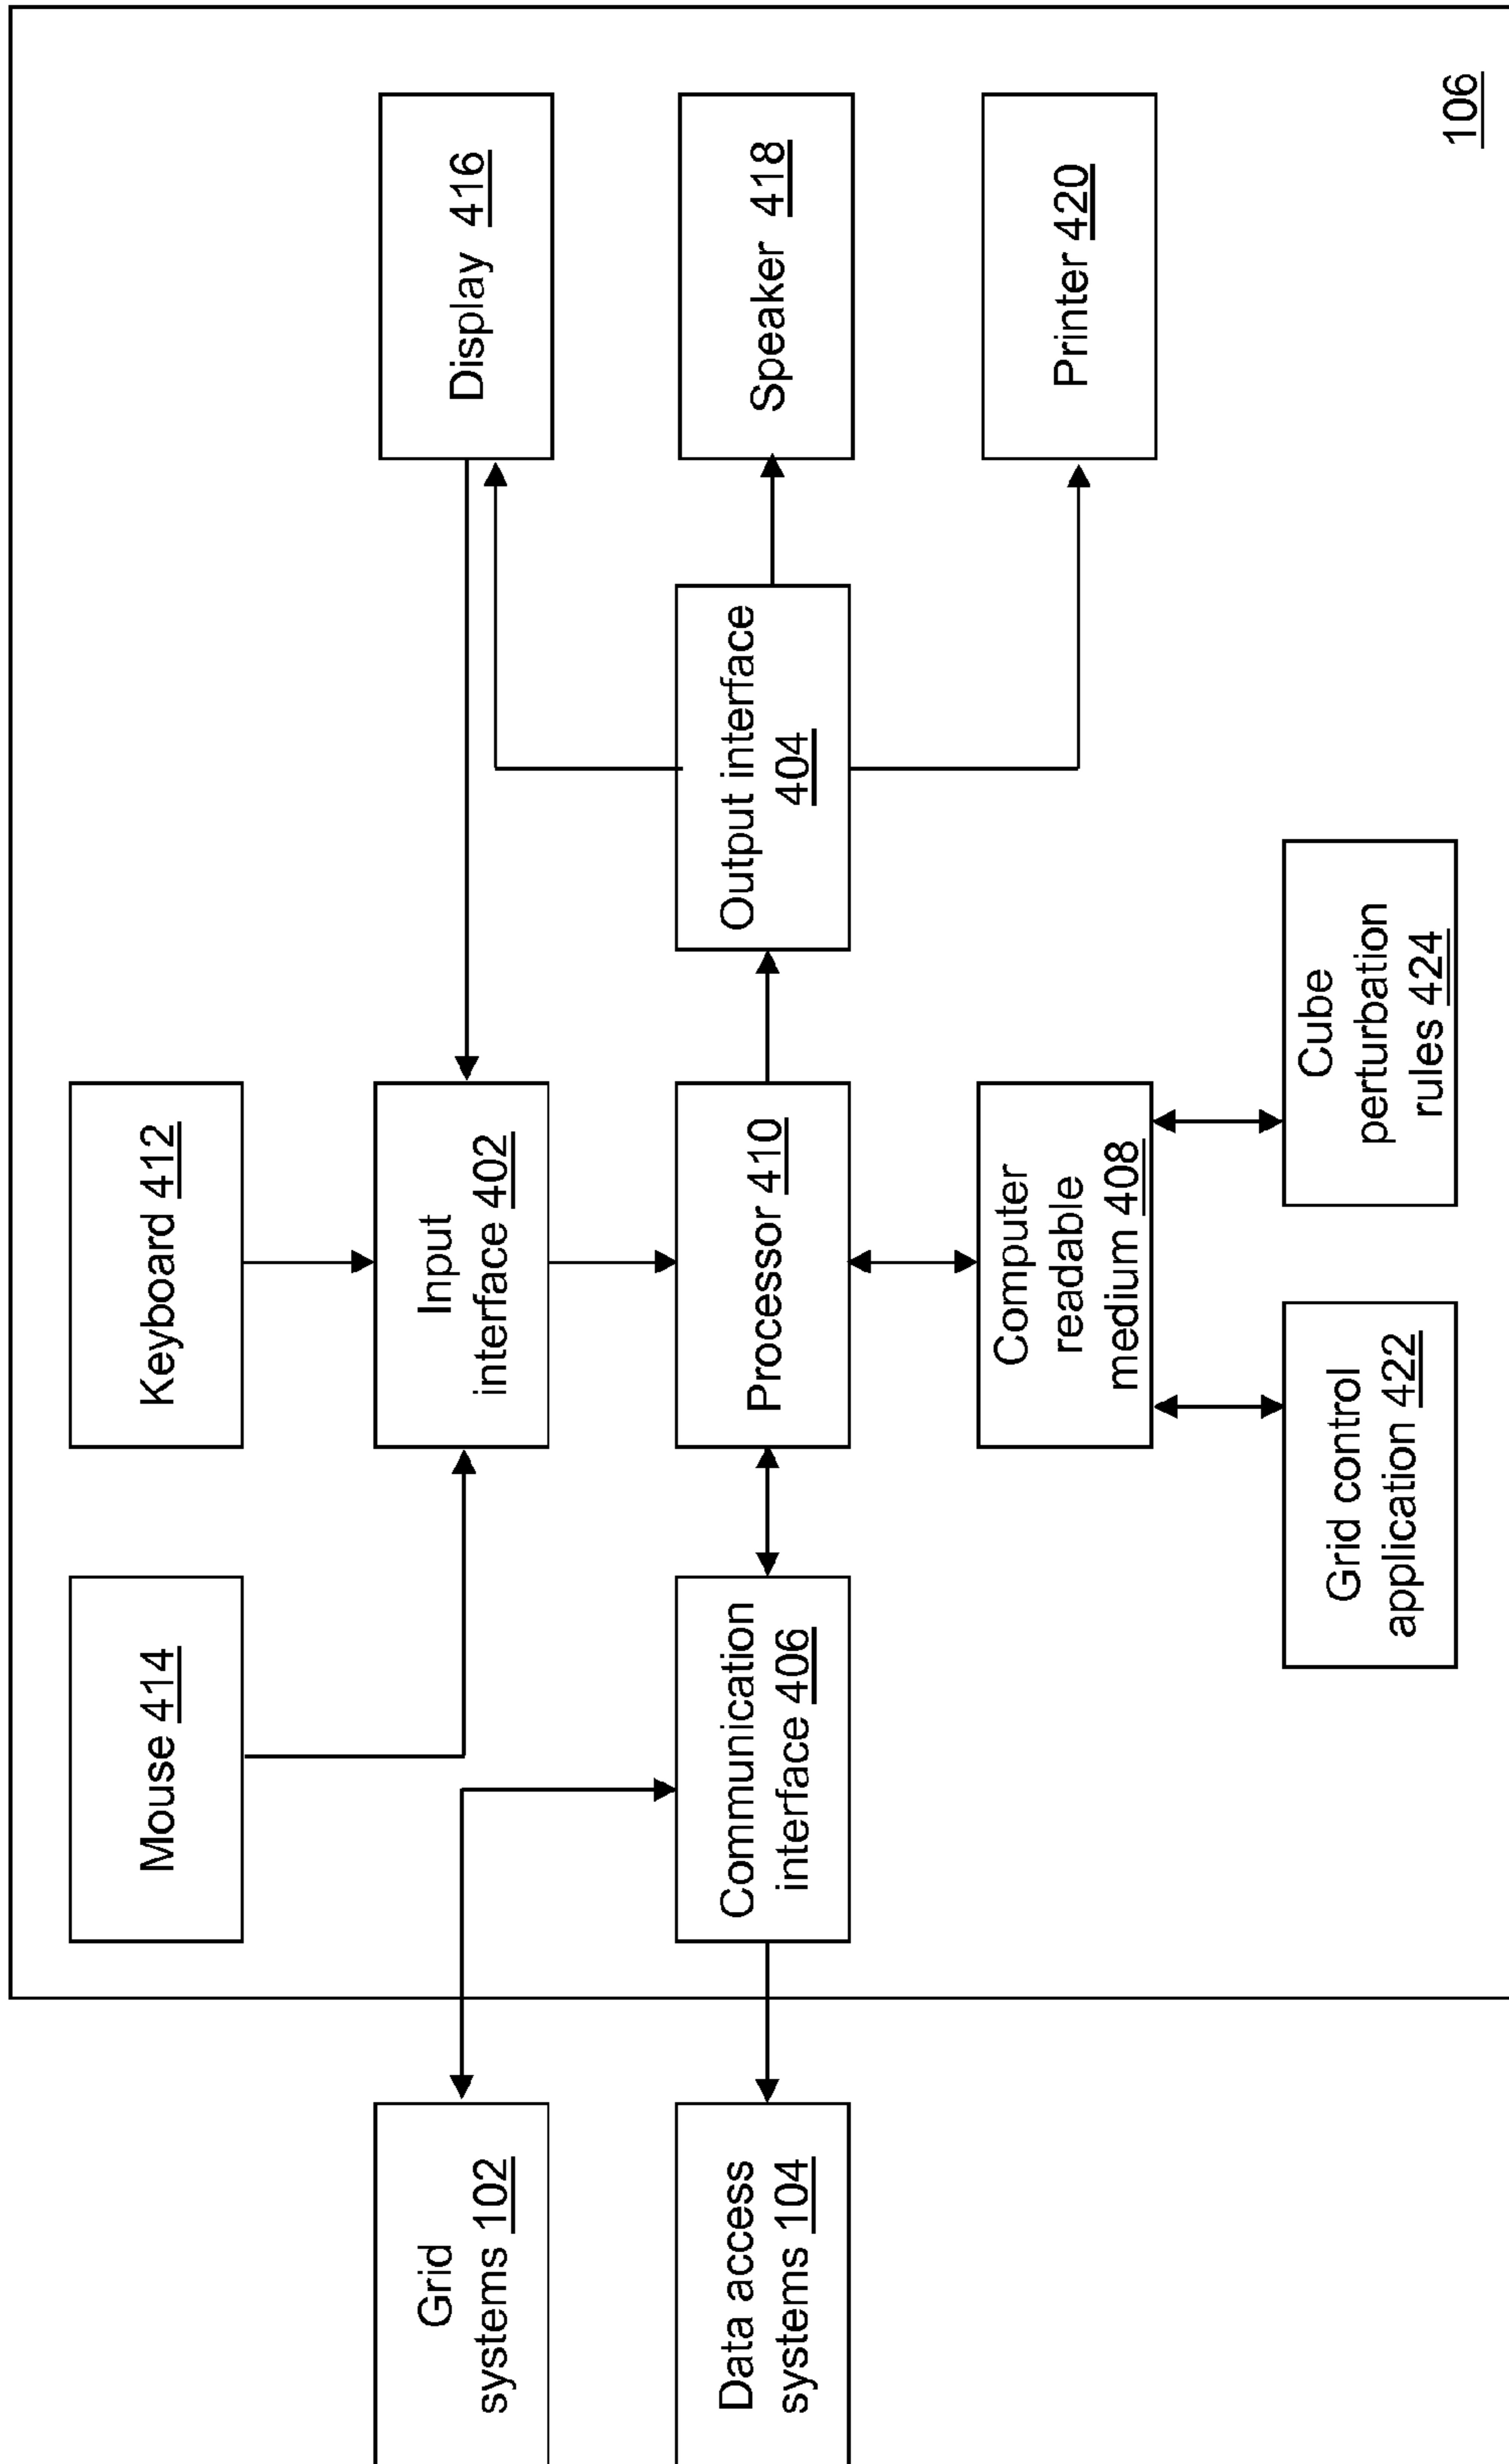 Mouse 414
Keyboard 412
Grid
systems 102
Input
interface 402
Display 416
Data access
systems 104
Communication
interface 406
Processor 410
Output interface
404
Speaker 418
Computer
readable
medium 408
Printer 420
Grid control
application 422
Cube
perturbation
rules 424
106